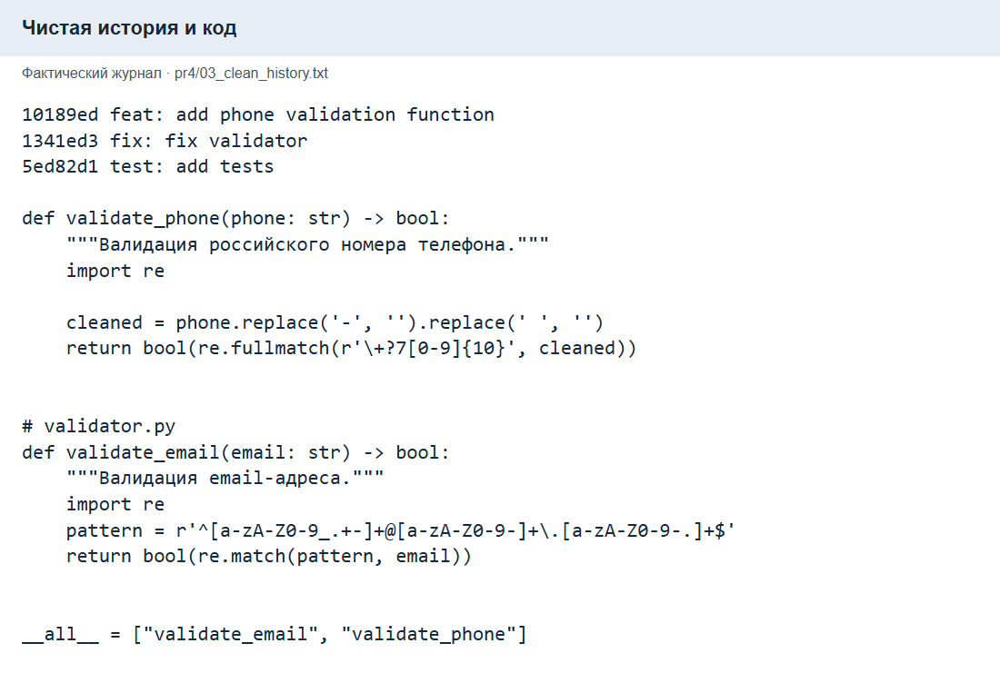 Чистая история и код
Фактический журнал · pr4/03_clean_history.txt
10189ed feat: add phone validation function
1341ed3 fix: fix validator
5ed82d1 test: add tests
def validate_phone(phone: str) -> bool:
    """Валидация российского номера телефона."""
    import re
    cleaned = phone.replace('-', '').replace(' ', '')
    return bool(re.fullmatch(r'\+?7[0-9]{10}', cleaned))
# validator.py
def validate_email(email: str) -> bool:
    """Валидация email-адреса."""
    import re
    pattern = r'^[a-zA-Z0-9_.+-]+@[a-zA-Z0-9-]+\.[a-zA-Z0-9-.]+$'
    return bool(re.match(pattern, email))
__all__ = ["validate_email", "validate_phone"]